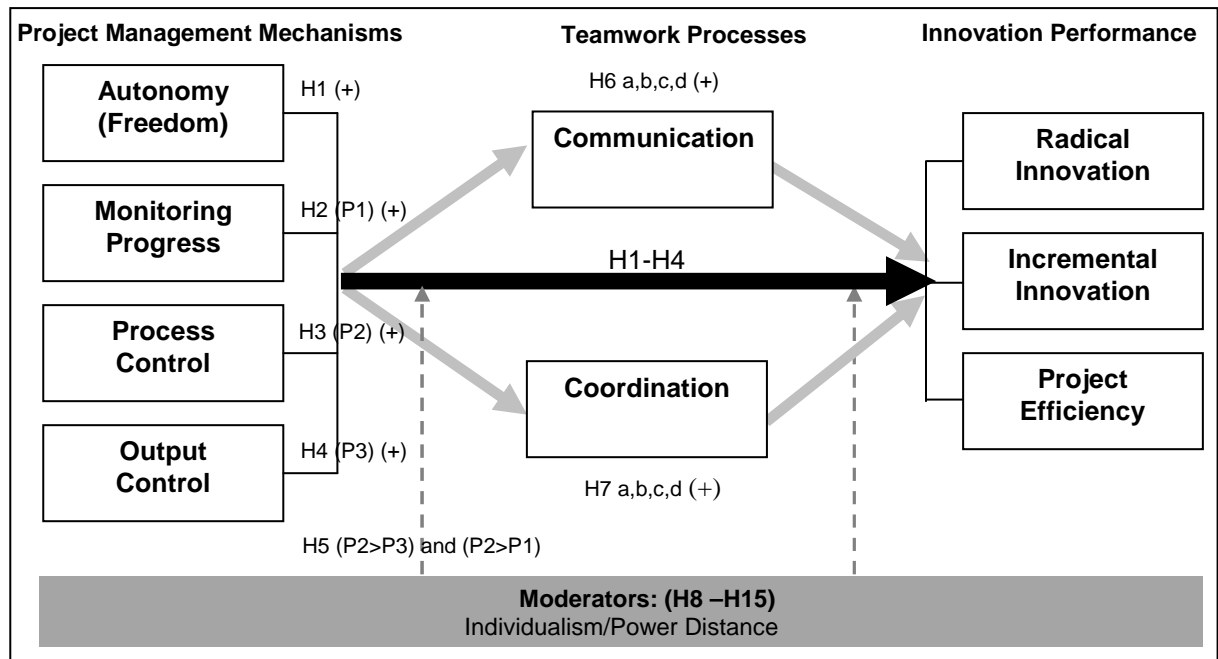 Project Management Mechanisms
Teamwork Processes
Innovation Performance
Autonomy
(Freedom)
H1 (+)
Monitoring
Progress
H2 (P1) (+)
Process
Control
H3 (P2) (+)
Output
Control
H4 (P3) (+)
H5 (P2>P3) and (P2>P1)
H6 a,b,c,d (+)
Communication
H1-H4
Coordination
H7 a,b,c,d (+)
Radical
Innovation
Incremental
Innovation
Project
Efficiency
Moderators: (H8 –H15)
Individualism/Power Distance